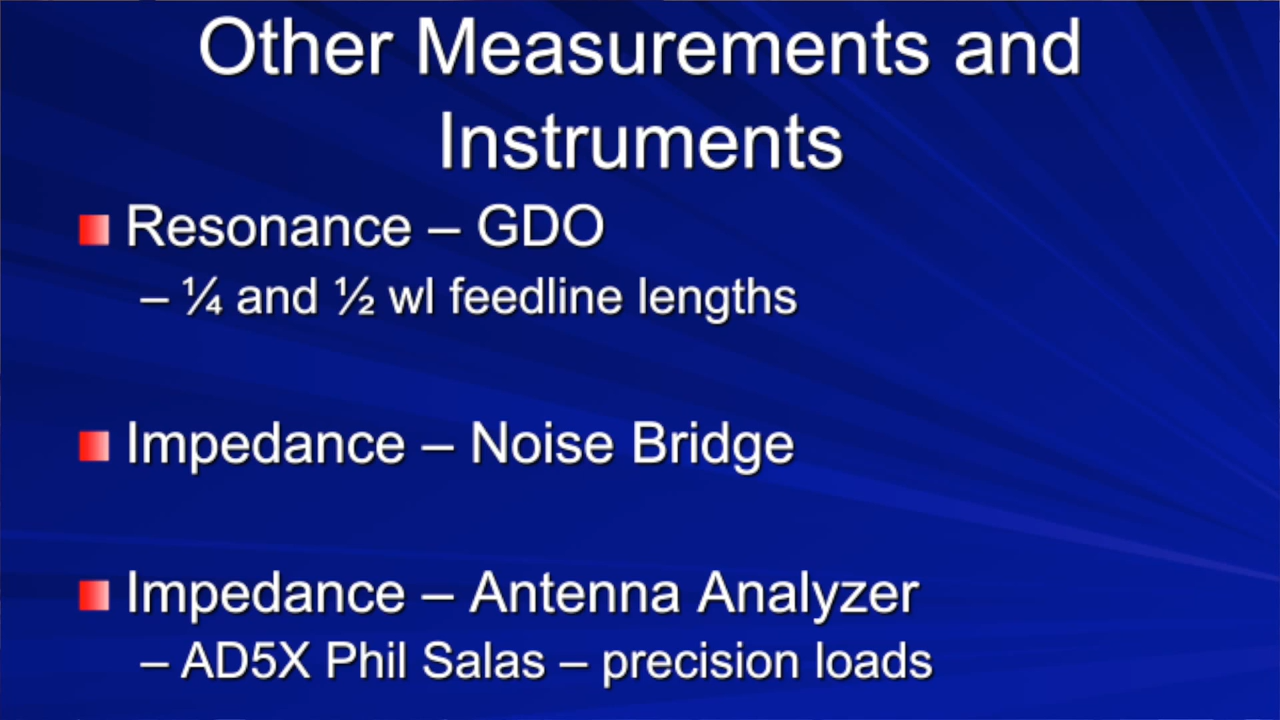 Other Measurements and
Instruments
Resonance – GDO
– ¼ and ½ wl feedline lengths
Impedance – Noise Bridge
Impedance – Antenna Analyzer
– AD5X Phil Salas – precision loads